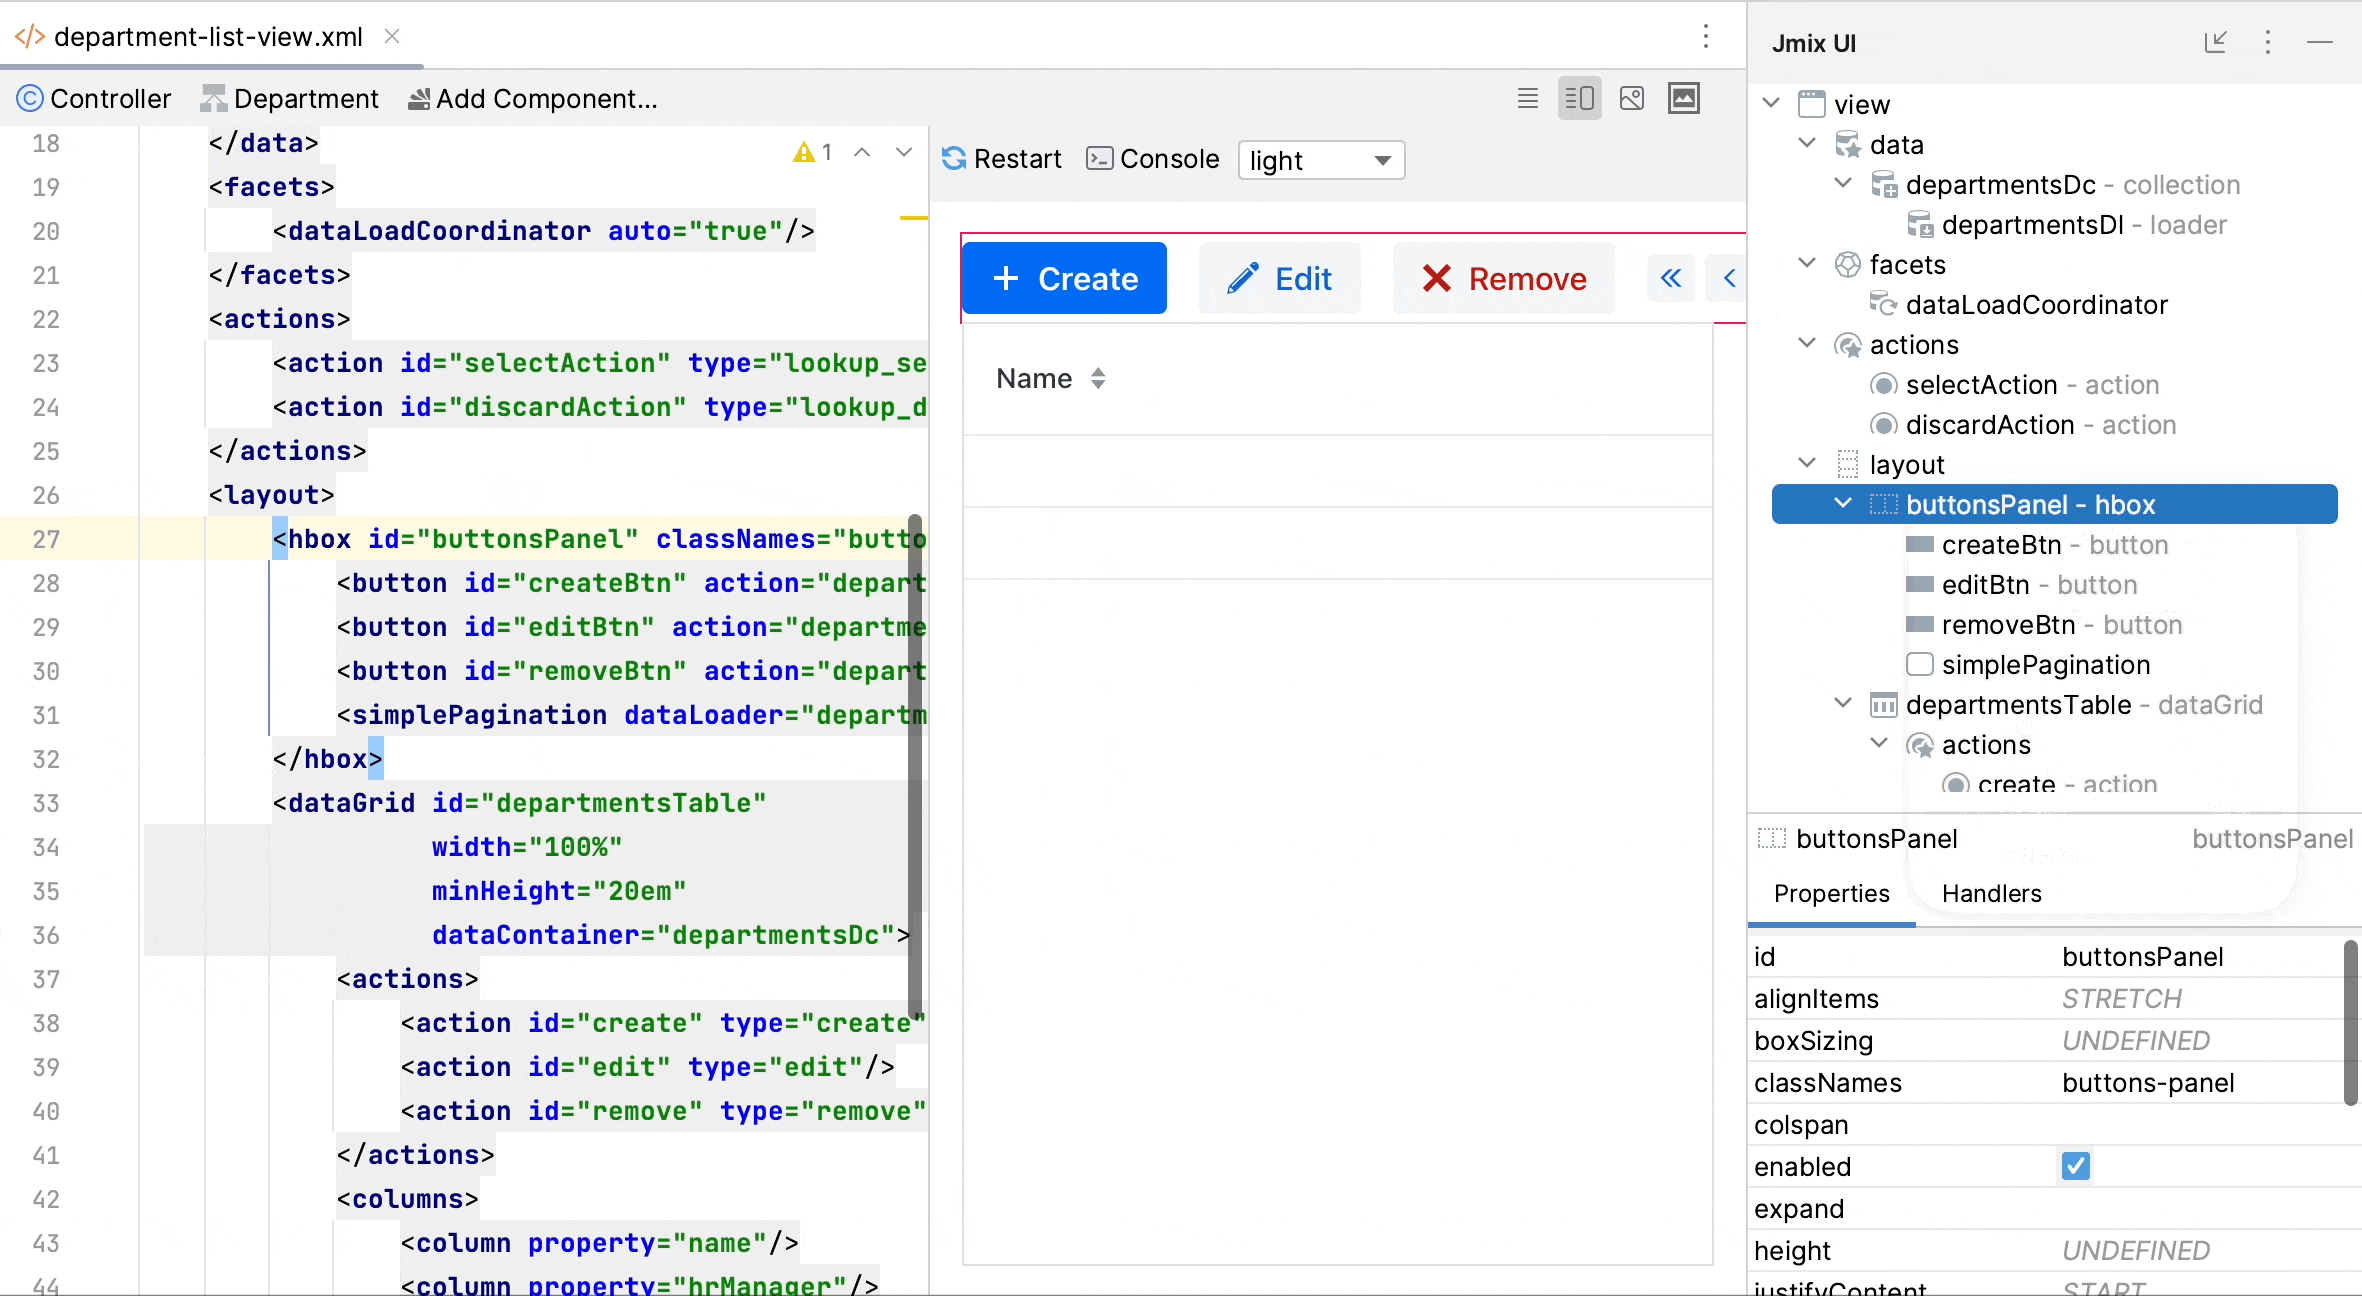 department-list-view.xml
Controller Department Add Component...
18 </data>
19 <facets>
20 <dataLoadCoordinator auto="true"/>
21 </facets>
22 <actions>
23 <action id="selectAction" type="lookup_se
24 <action id="discardAction" type="lookup_d
25 </actions>
26 <layout>
27 <hbox id="buttonsPanel" classNames="butto
28 <button id="createBtn" action="depart
29 <button id="editBtn" action="departme
30 <button id="removeBtn" action="depart
31 <simplePagination dataLoader="departm
32 </hbox>
33 <dataGrid id="departmentsTable"
34 width="100%"
35 minHeight="20em"
36 dataContainer="departmentsDc">
37 <actions>
38 <action id="create" type="create"
39 <action id="edit" type="edit"/>
40 <action id="remove" type="remove"
41 </actions>
42 <columns>
43 <column property="name"/>
44 <column property="hrManager"/>
1
Restart Console light
Create Edit Remove
Name
Jmix UI
view
data
departmentsDc - collection
departmentsDl - loader
facets
dataLoadCoordinator
actions
selectAction - action
discardAction - action
layout
buttonsPanel - hbox
createBtn - button
editBtn - button
removeBtn - button
simplePagination
departmentsTable - dataGrid
actions
create - action
buttonsPanel buttonsPanel
Properties Handlers
id buttonsPanel
alignItems STRETCH
boxSizing UNDEFINED
classNames buttons-panel
colspan
enabled
expand
height UNDEFINED
justifyContent START